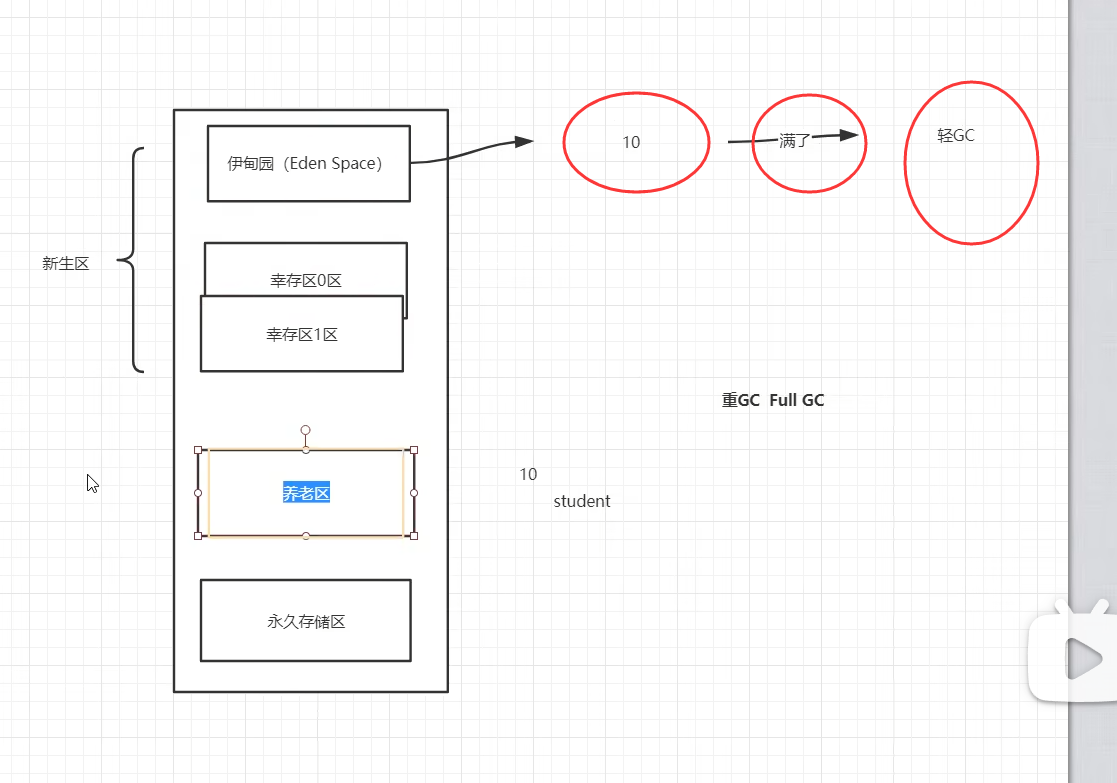 伊甸园（Eden Space）
10
满了
轻GC
新生区
幸存区0区
幸存区1区
重GC Full GC
养老区
10
student
永久存储区